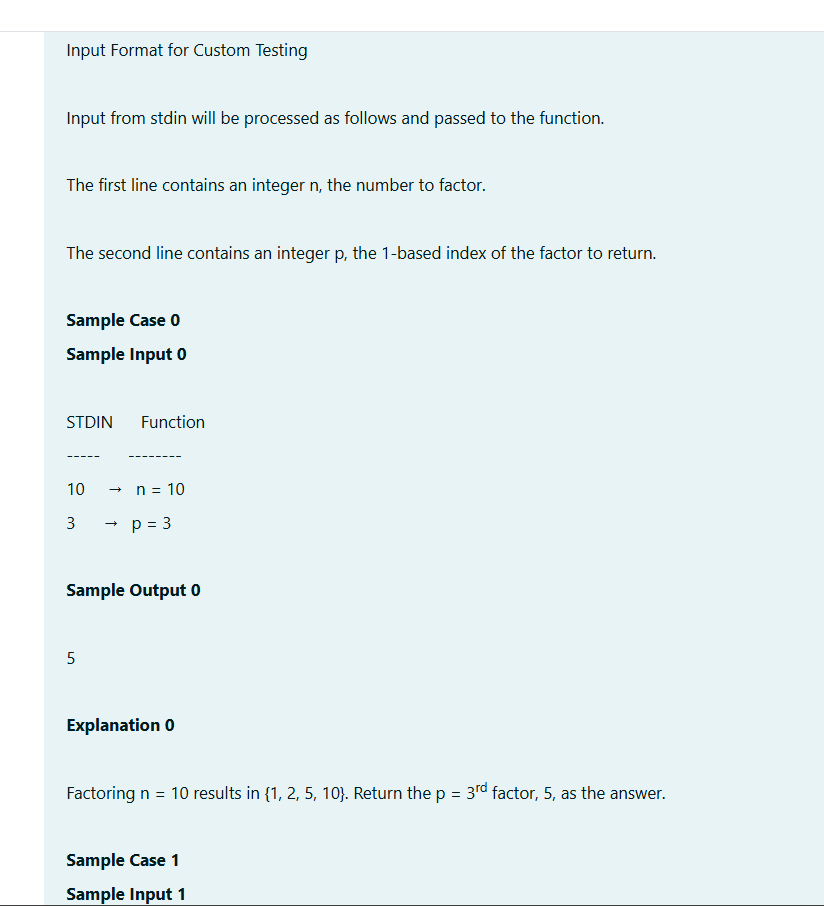 Input Format for Custom Testing
Input from stdin will be processed as follows and passed to the function.
The first line contains an integer n, the number to factor.
The second line contains an integer p, the 1-based index of the factor to return.
Sample Case 0
Sample Input 0
STDIN Function
----- --------
10 → n = 10
3 → p = 3
Sample Output 0
5
Explanation 0
Factoring n = 10 results in {1, 2, 5, 10}. Return the p = 3rd factor, 5, as the answer.
Sample Case 1
Sample Input 1